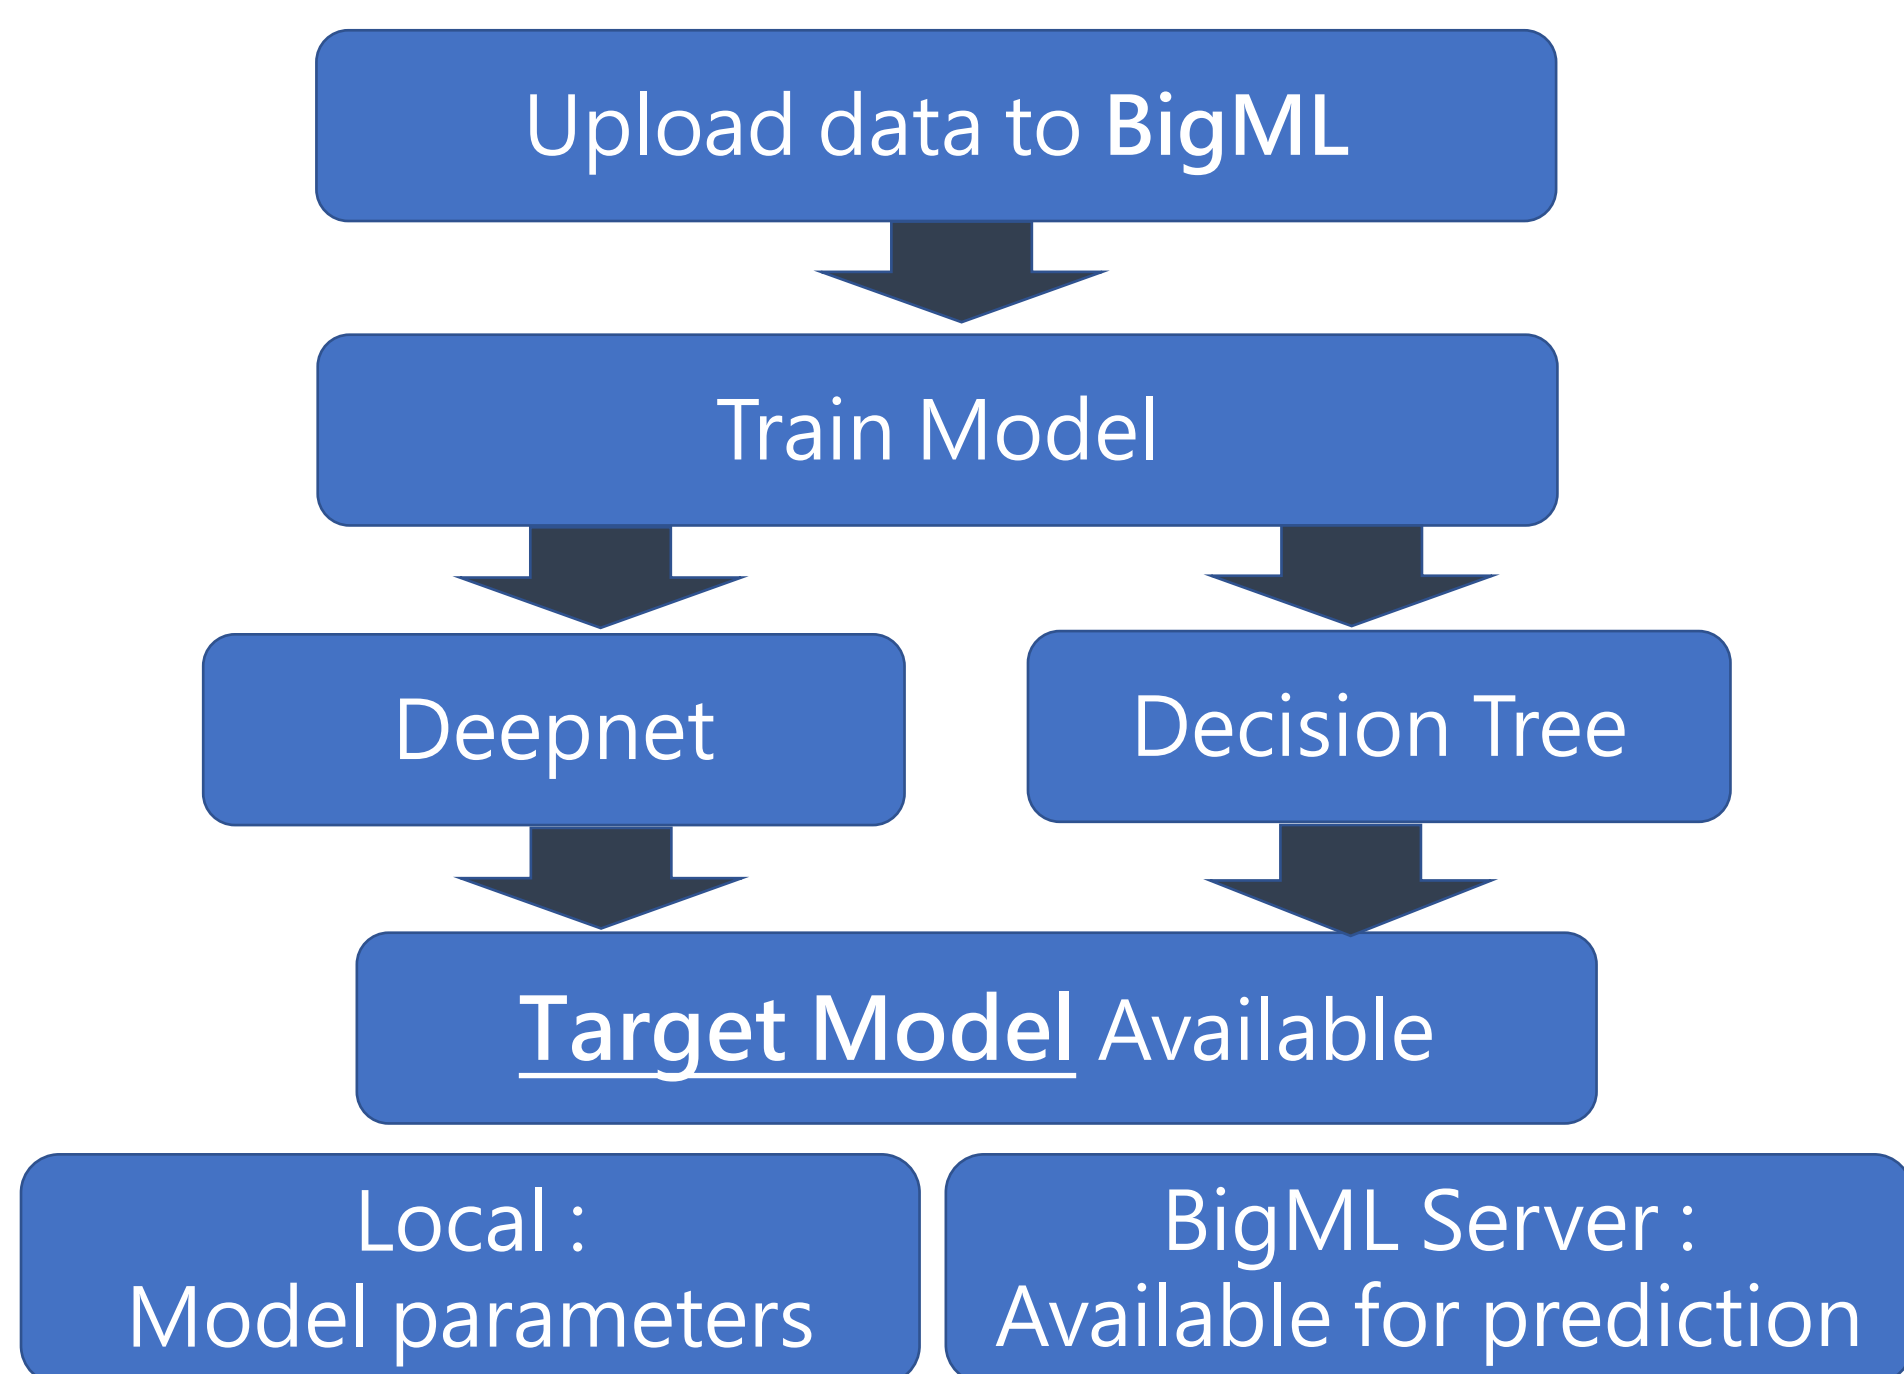 Upload data to BigML
Train Model
Deepnet
Decision Tree
Target Model Available
Local :
Model parameters
BigML Server :
Available for prediction